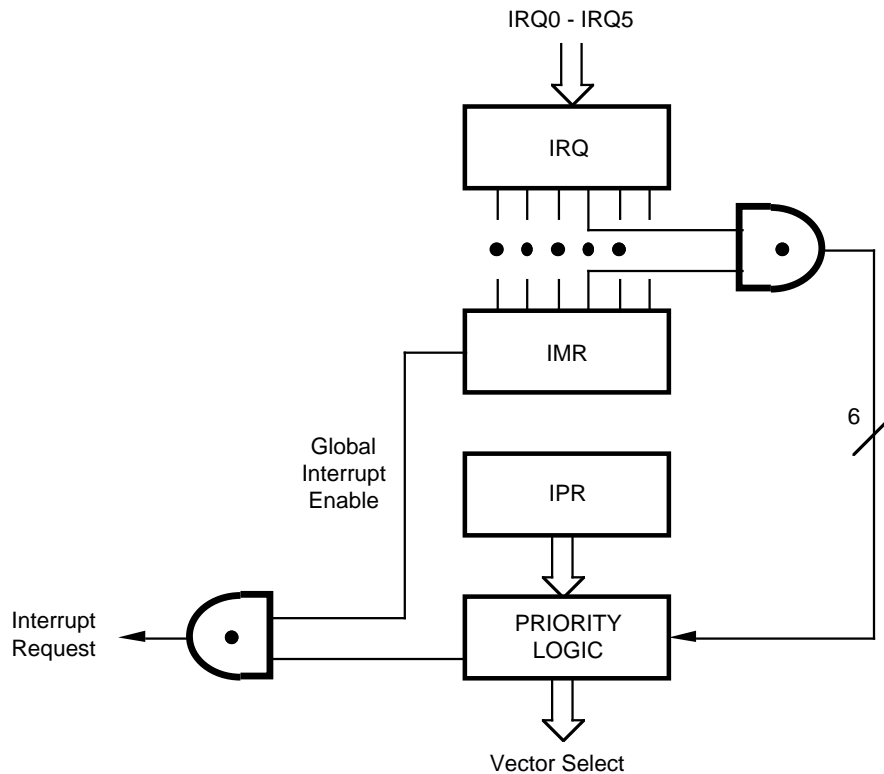 IRQ0 - IRQ5
IRQ
IMR
6
Global
Interrupt
Enable
IPR
Interrupt
Request
PRIORITY
LOGIC
Vector Select